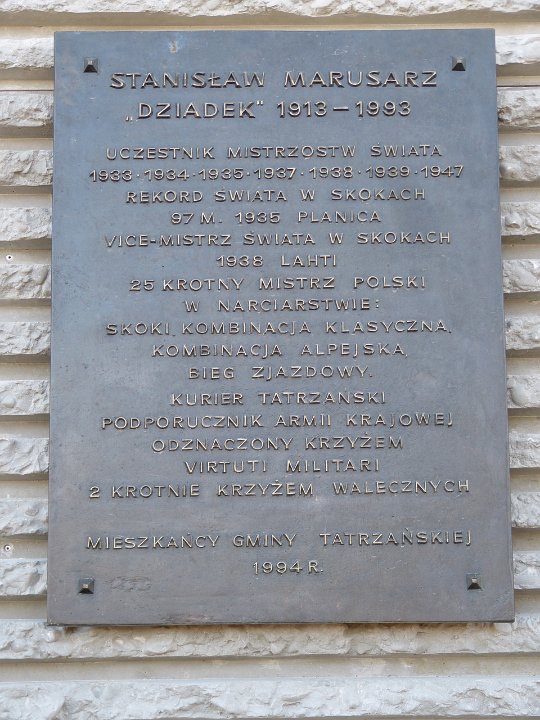 STANISŁAW MARUSARZ
„DZIADEK" 1913–1993
UCZESTNIK MISTRZOSTW ŚWIATA
1933·1934·1935·1937·1938·1939·1947
REKORD ŚWIATA W SKOKACH
97 M. 1935 PLANICA
VICE-MISTRZ ŚWIATA W SKOKACH
1938 LAHTI
25 KROTNY MISTRZ POLSKI
W NARCIARSTWIE:
SKOKI, KOMBINACJA KLASYCZNA,
KOMBINACJA ALPEJSKA,
BIEG ZJAZDOWY.
KURIER TATRZAŃSKI
PODPORUCZNIK ARMII KRAJOWEJ
ODZNACZONY KRZYŻEM
VIRTUTI MILITARI
2 KROTNIE KRZYŻEM WALECZNYCH
MIESZKAŃCY GMINY TATRZAŃSKIEJ
1994 R.